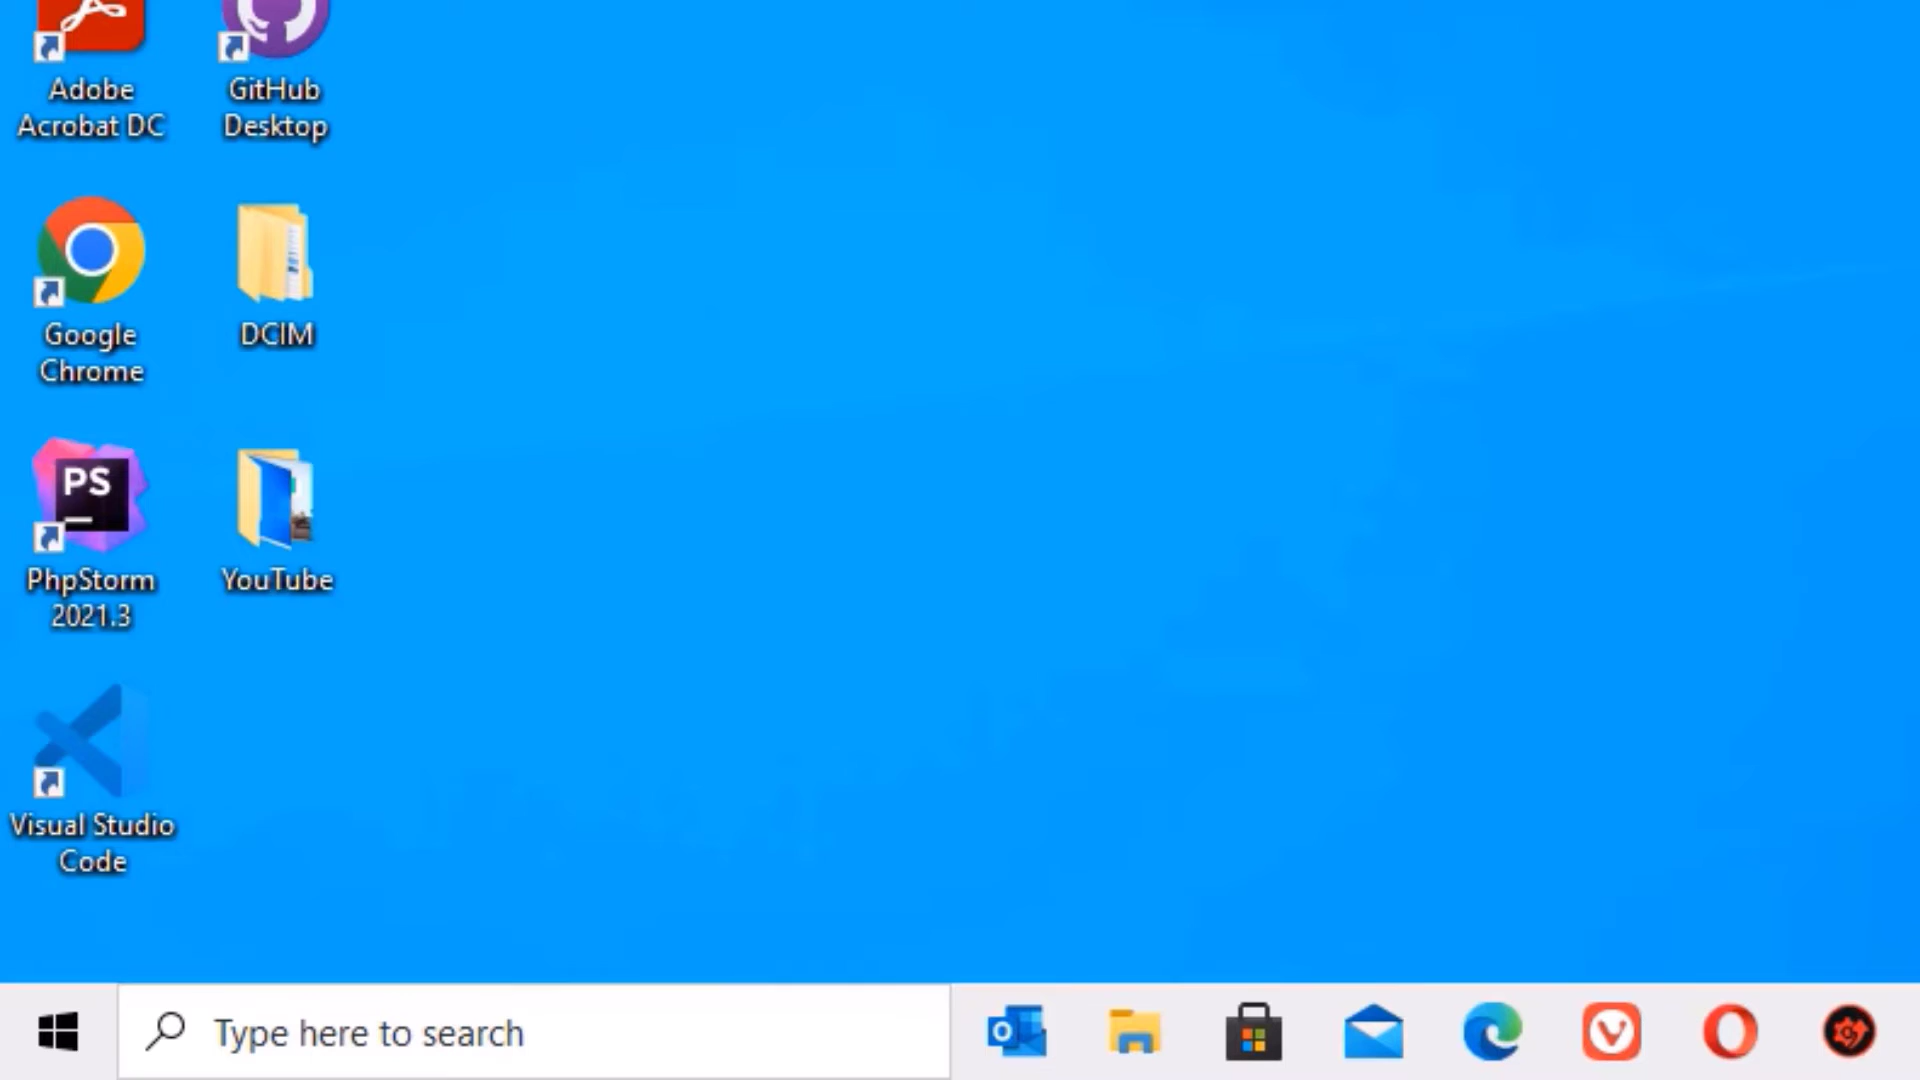 Adobe
Acrobat DC
GitHub
Desktop
Google
Chrome
DCIM
PS
PhpStorm
2021.3
YouTube
Visual Studio
Code
Type here to search